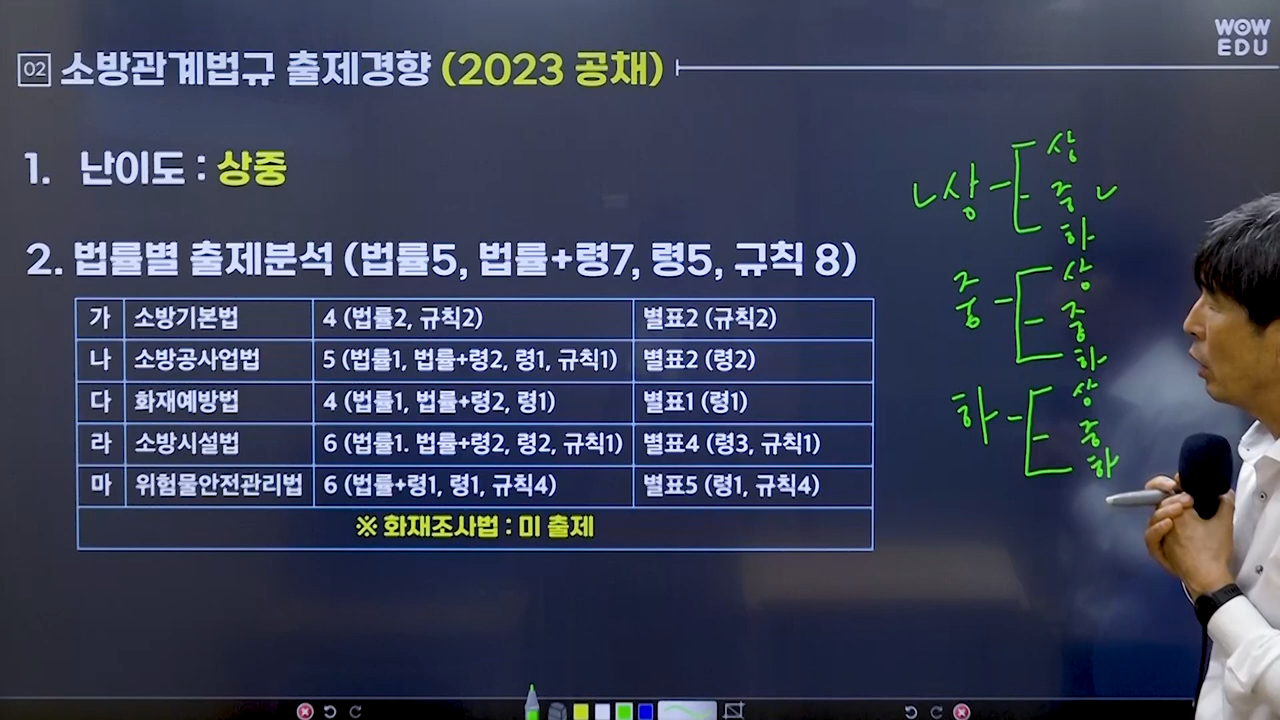 WOW
EDU
02 소방관계법규 출제경향 (2023 공채)
1. 난이도 : 상중
2. 법률별 출제분석 (법률5, 법률+령7, 령5, 규칙 8)
가 소방기본법 4 (법률2, 규칙2) 별표2 (규칙2)
나 소방공사업법 5 (법률1, 법률+령2, 령1, 규칙1) 별표2 (령2)
다 화재예방법 4 (법률1, 법률+령2, 령1) 별표1 (령1)
라 소방시설법 6 (법률1. 법률+령2, 령2, 규칙1) 별표4 (령3, 규칙1)
마 위험물안전관리법 6 (법률+령1, 령1, 규칙4) 별표5 (령1, 규칙4)
※ 화재조사법 : 미 출제
상
상 중
하
상
중 중
하
상
하 중
하